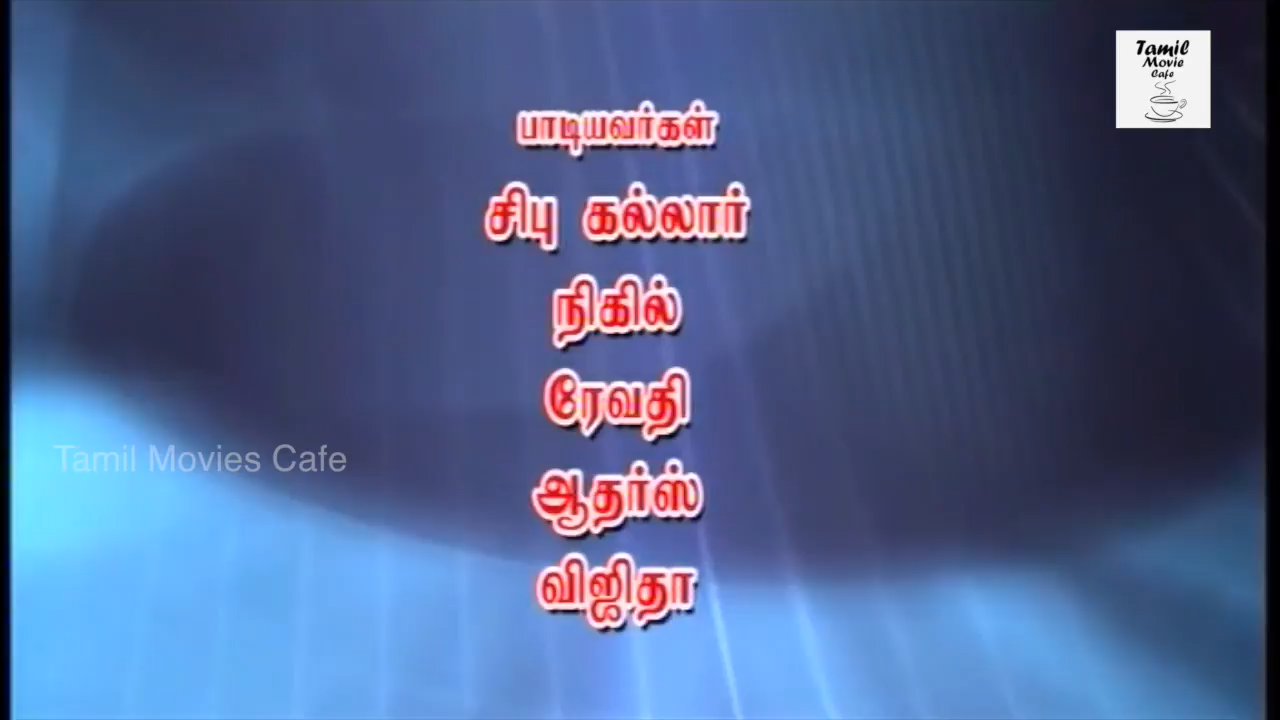 Tamil
Movie
Cafe
பாடியவர்கள்
சிபு கல்லார்
நிகில்
ரேவதி
Tamil Movies Cafe
ஆதர்ஸ்
விஜிதா